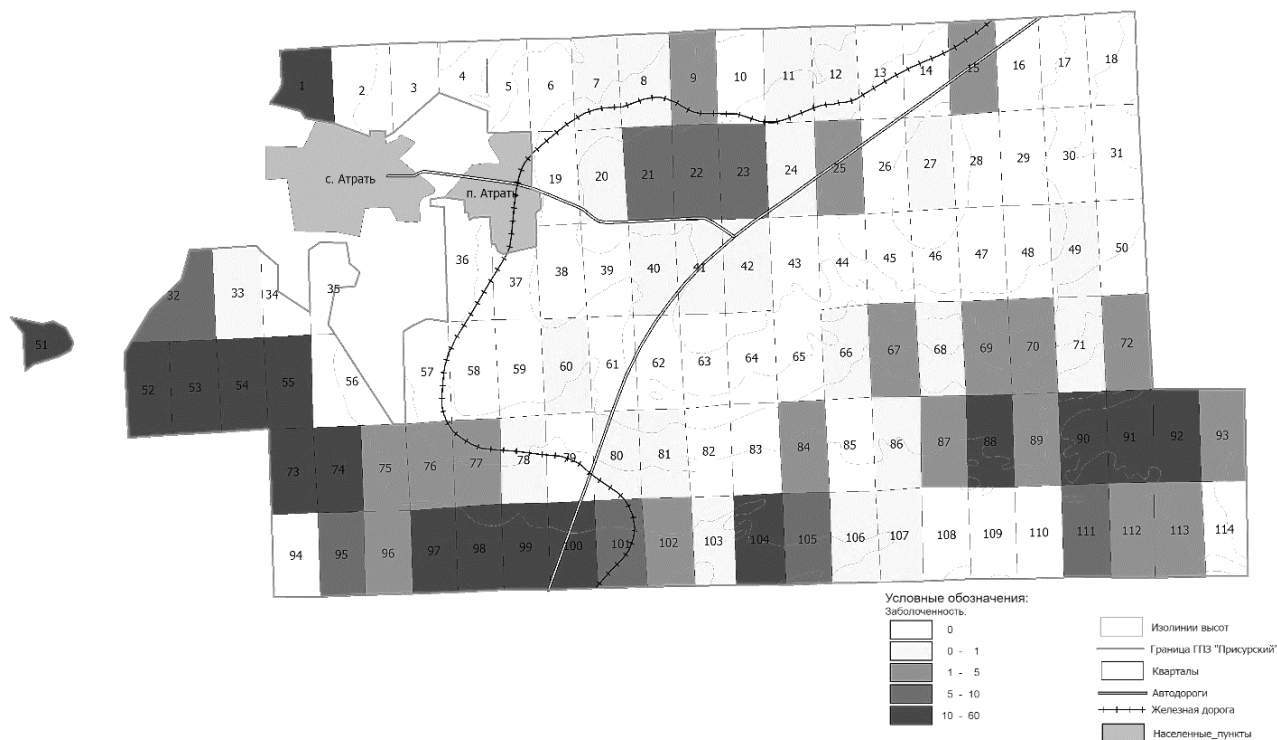 1 2 3 4 5 6 7 8 9 10 11 12 13 14 15 16 17 18
с. Атрать п. Атрать 19 20 21 22 23 24 25 26 27 28 29 30 31
32 33 34 35 36 37 38 39 40 41 42 43 44 45 46 47 48 49 50
51 52 53 54 55 56 57 58 59 60 61 62 63 64 65 66 67 68 69 70 71 72
73 74 75 76 77 78 79 80 81 82 83 84 85 86 87 88 89 90 91 92 93
94 95 96 97 98 99 100 101 102 103 104 105 106 107 108 109 110 111 112 113 114
Условные обозначения:
Заболоченность:
0
0 - 1
1 - 5
5 - 10
10 - 60
Изолинии высот
Граница ГПЗ "Присурский"
Кварталы
Автодороги
Железная дорога
Населенные_пункты